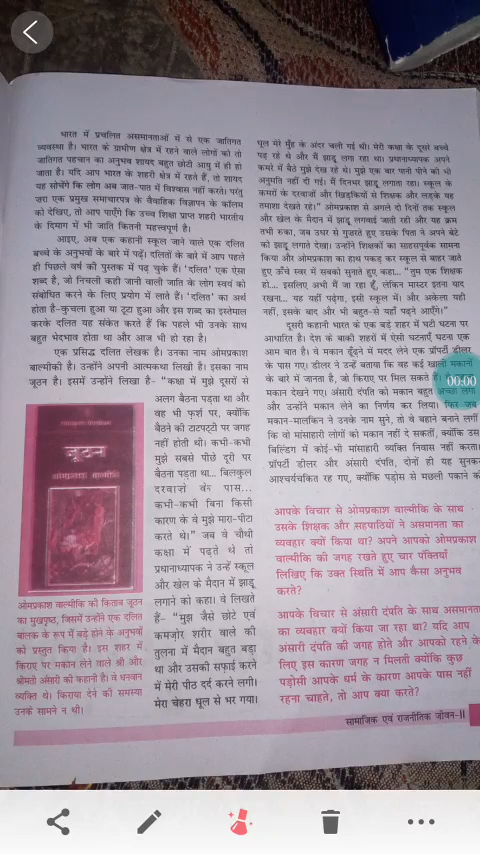 भारत में प्रचलित असमानताओं में से एक जातिगत
व्यवस्था है। भारत के ग्रामीण क्षेत्र में रहने वाले लोगों को तो
जातिगत पहचान का अनुभव शायद बहुत छोटी आयु में ही हो
जाता है। यदि आप भारत के शहरी क्षेत्र में रहते हैं, तो शायद
यह सोचेंगे कि लोग अब जात-पात में विश्वास नहीं करते। परंतु
ज़रा एक प्रमुख समाचारपत्र के वैवाहिक विज्ञापन के कॉलम
को देखिए, तो आप पाएँगे कि उच्च शिक्षा प्राप्त शहरी भारतीय
के दिमाग में भी जाति कितनी महत्त्वपूर्ण है।
आइए, अब एक कहानी स्कूल जाने वाले एक दलित
बच्चे के अनुभवों के बारे में पढ़ें। दलितों के बारे में आप पहले
ही पिछले वर्ष की पुस्तक में पढ़ चुके हैं। 'दलित' एक ऐसा
शब्द है, जो निचली कही जानी वाली जाति के लोग स्वयं को
संबोधित करने के लिए प्रयोग में लाते हैं। 'दलित' का अर्थ
होता है-कुचला हुआ या टूटा हुआ और इस शब्द का इस्तेमाल
करके दलित यह संकेत करते हैं कि पहले भी उनके साथ
बहुत भेदभाव होता था और आज भी हो रहा है।
एक प्रसिद्ध दलित लेखक है। उनका नाम ओमप्रकाश
बाल्मीकी है। उन्होंने अपनी आत्मकथा लिखी है। इसका नाम
जूठन है। इसमें उन्होंने लिखा है- "कक्षा में मुझे दूसरों से
अलग बैठना पड़ता था और
वह भी फ़र्श पर, क्योंकि
बैठने की टाटपट्टी पर जगह
नहीं होती थी। कभी-कभी
मुझे सबसे पीछे दूरी पर
बैठना पड़ता था... बिलकुल
दरवाज़े के पास...
कभी-कभी बिना किसी
कारण के वे मुझे मारा-पीटा
करते थे।" जब वे चौथी
कक्षा में पढ़ते थे तो
प्रधानाध्यापक ने उन्हें स्कूल
और खेल के मैदान में झाड़ू
लगाने को कहा। वे लिखते
हैं- "मुझ जैसे छोटे एवं
कमज़ोर शरीर वाले की
तुलना में मैदान बहुत बड़ा
था और उसकी सफ़ाई करने
में मेरी पीठ दर्द करने लगी।
मेरा चेहरा धूल से भर गया।
जूठन
ओमप्रकाश वाल्मीकि
ओमप्रकाश वाल्मीकि की किताब जूठन
का मुखपृष्ठ, जिसमें उन्होंने एक दलित
बालक के रूप में बड़े होने के अनुभवों
को प्रस्तुत किया है। इस शहर में
किराए पर मकान लेने वाले श्री और
श्रीमती अंसारी की कहानी है। वे धनवान
व्यक्ति थे। किराया देने की समस्या
उनके सामने न थी।
धूल मेरे मुँह के अंदर चली गई थी। मेरी कक्षा के दूसरे बच्चे
पढ़ रहे थे और मैं झाड़ू लगा रहा था। प्रधानाध्यापक अपने
कमरे में बैठे मुझे देख रहे थे। मुझे एक बार पानी पीने की भी
अनुमति नहीं दी गई। मैं दिनभर झाड़ू लगाता रहा। स्कूल के
कमरों के दरवाज़ों और खिड़कियों से शिक्षक और लड़के यह
तमाशा देखते रहे।" ओमप्रकाश से अगले दो दिनों तक स्कूल
और खेल के मैदान में झाड़ू लगवाई जाती रही और यह क्रम
तभी रुका, जब उधर से गुजरते हुए उसके पिता ने अपने बेटे
को झाड़ू लगाते देखा। उन्होंने शिक्षकों का साहसपूर्वक सामना
किया और ओमप्रकाश का हाथ पकड़ कर स्कूल से बाहर जाते
हुए ऊँचे स्वर में सबको सुनाते हुए कहा... "तुम एक शिक्षक
हो... इसलिए अभी मैं जा रहा हूँ, लेकिन मास्टर इतना याद
रखना... यह यहीं पढ़ेगा, इसी स्कूल में। और अकेला यही
नहीं, इसके बाद और भी बहुत-से यहाँ पढ़ने आएँगे।"
दूसरी कहानी भारत के एक बड़े शहर में घटी घटना पर
आधारित है। देश के बाकी शहरों में ऐसी घटनाएँ घटना एक
आम बात है। वे मकान ढूँढ़ने में मदद लेने एक प्रॉपर्टी डीलर
के पास गए। डीलर ने उन्हें बताया कि वह कई खाली मकानों
के बारे में जानता है, जो किराए पर मिल सकते हैं।
मकान देखने गए। अंसारी दंपति को मकान बहुत अच्छा लगा
और उन्होंने मकान लेने का निर्णय कर लिया। फिर जब
मकान-मालकिन ने उनके नाम सुने, तो वे बहाने बनाने लगीं
कि वो मांसाहारी लोगों को मकान नहीं दे सकतीं, क्योंकि उस
बिल्डिंग में कोई-भी मांसाहारी व्यक्ति निवास नहीं करता।
प्रॉपर्टी डीलर और अंसारी दंपति, दोनों ही यह सुनकर
आश्चर्यचकित रह गए, क्योंकि पड़ोस से मछली पकाने की
00:00
आपके विचार से ओमप्रकाश वाल्मीकि के साथ
उसके शिक्षक और सहपाठियों ने असमानता का
व्यवहार क्यों किया था? अपने आपको ओमप्रकाश
वाल्मीकि की जगह रखते हुए चार पंक्तियाँ
लिखिए कि उक्त स्थिति में आप कैसा अनुभव
करते?
आपके विचार से अंसारी दंपति के साथ असमानता
का व्यवहार क्यों किया जा रहा था? यदि आप
अंसारी दंपति की जगह होते और आपको रहने के
लिए इस कारण जगह न मिलती क्योंकि कुछ
पड़ोसी आपके धर्म के कारण आपके पास नहीं
रहना चाहते, तो आप क्या करते?
सामाजिक एवं राजनीतिक जीवन-II